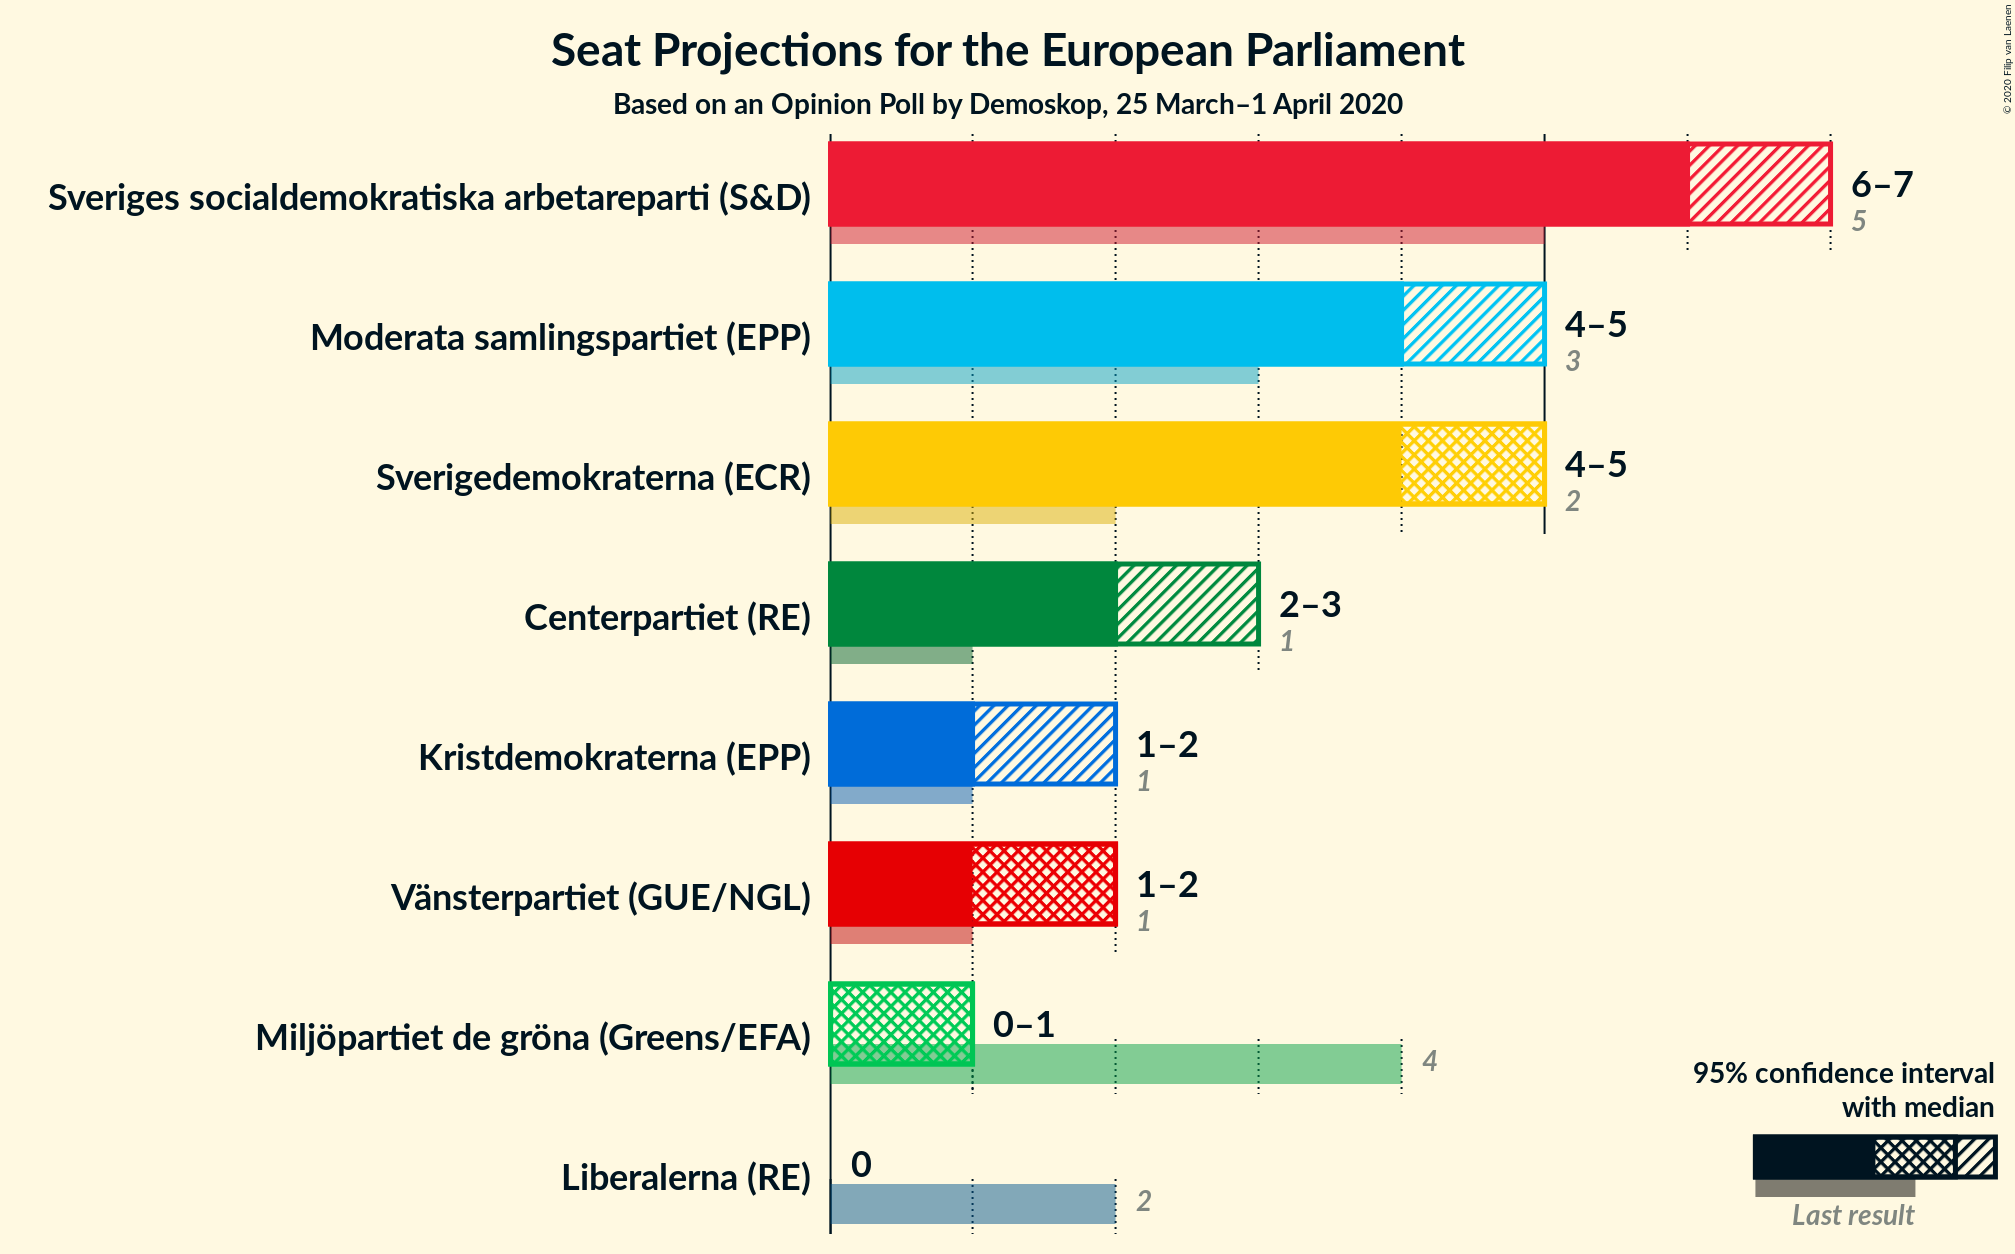 Seat Projections for the European Parliament
Based on an Opinion Poll by Demoskop, 25 March–1 April 2020
© 2020 Filip van Laenen
Sveriges socialdemokratiska arbetareparti (S&D)
6–7
5
Moderata samlingspartiet (EPP)
4–5
3
Sverigedemokraterna (ECR)
4–5
2
Centerpartiet (RE)
2–3
1
Kristdemokraterna (EPP)
1–2
1
Vänsterpartiet (GUE/NGL)
1–2
1
Miljöpartiet de gröna (Greens/EFA)
0–1
4
Liberalerna (RE)
0
2
95% confidence interval
with median
Last result